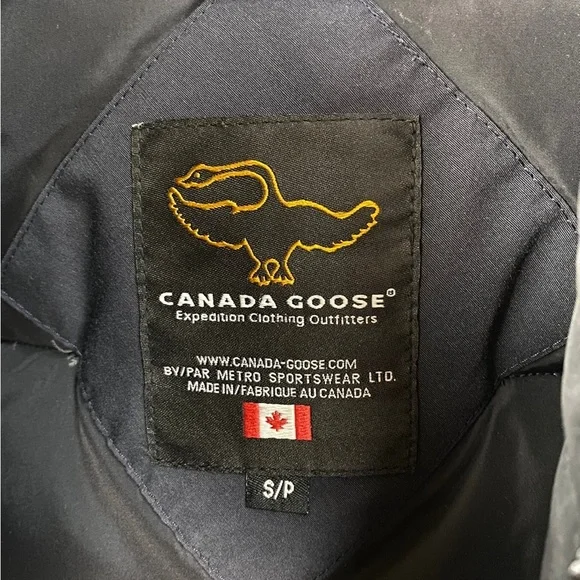 CANADA GOOSE®
Expedition Clothing Outfitters
WWW.CANADA-GOOSE.COM
BY/PAR METRO SPORTSWEAR LTD.
MADE IN/FABRIQUE AU CANADA
S/P